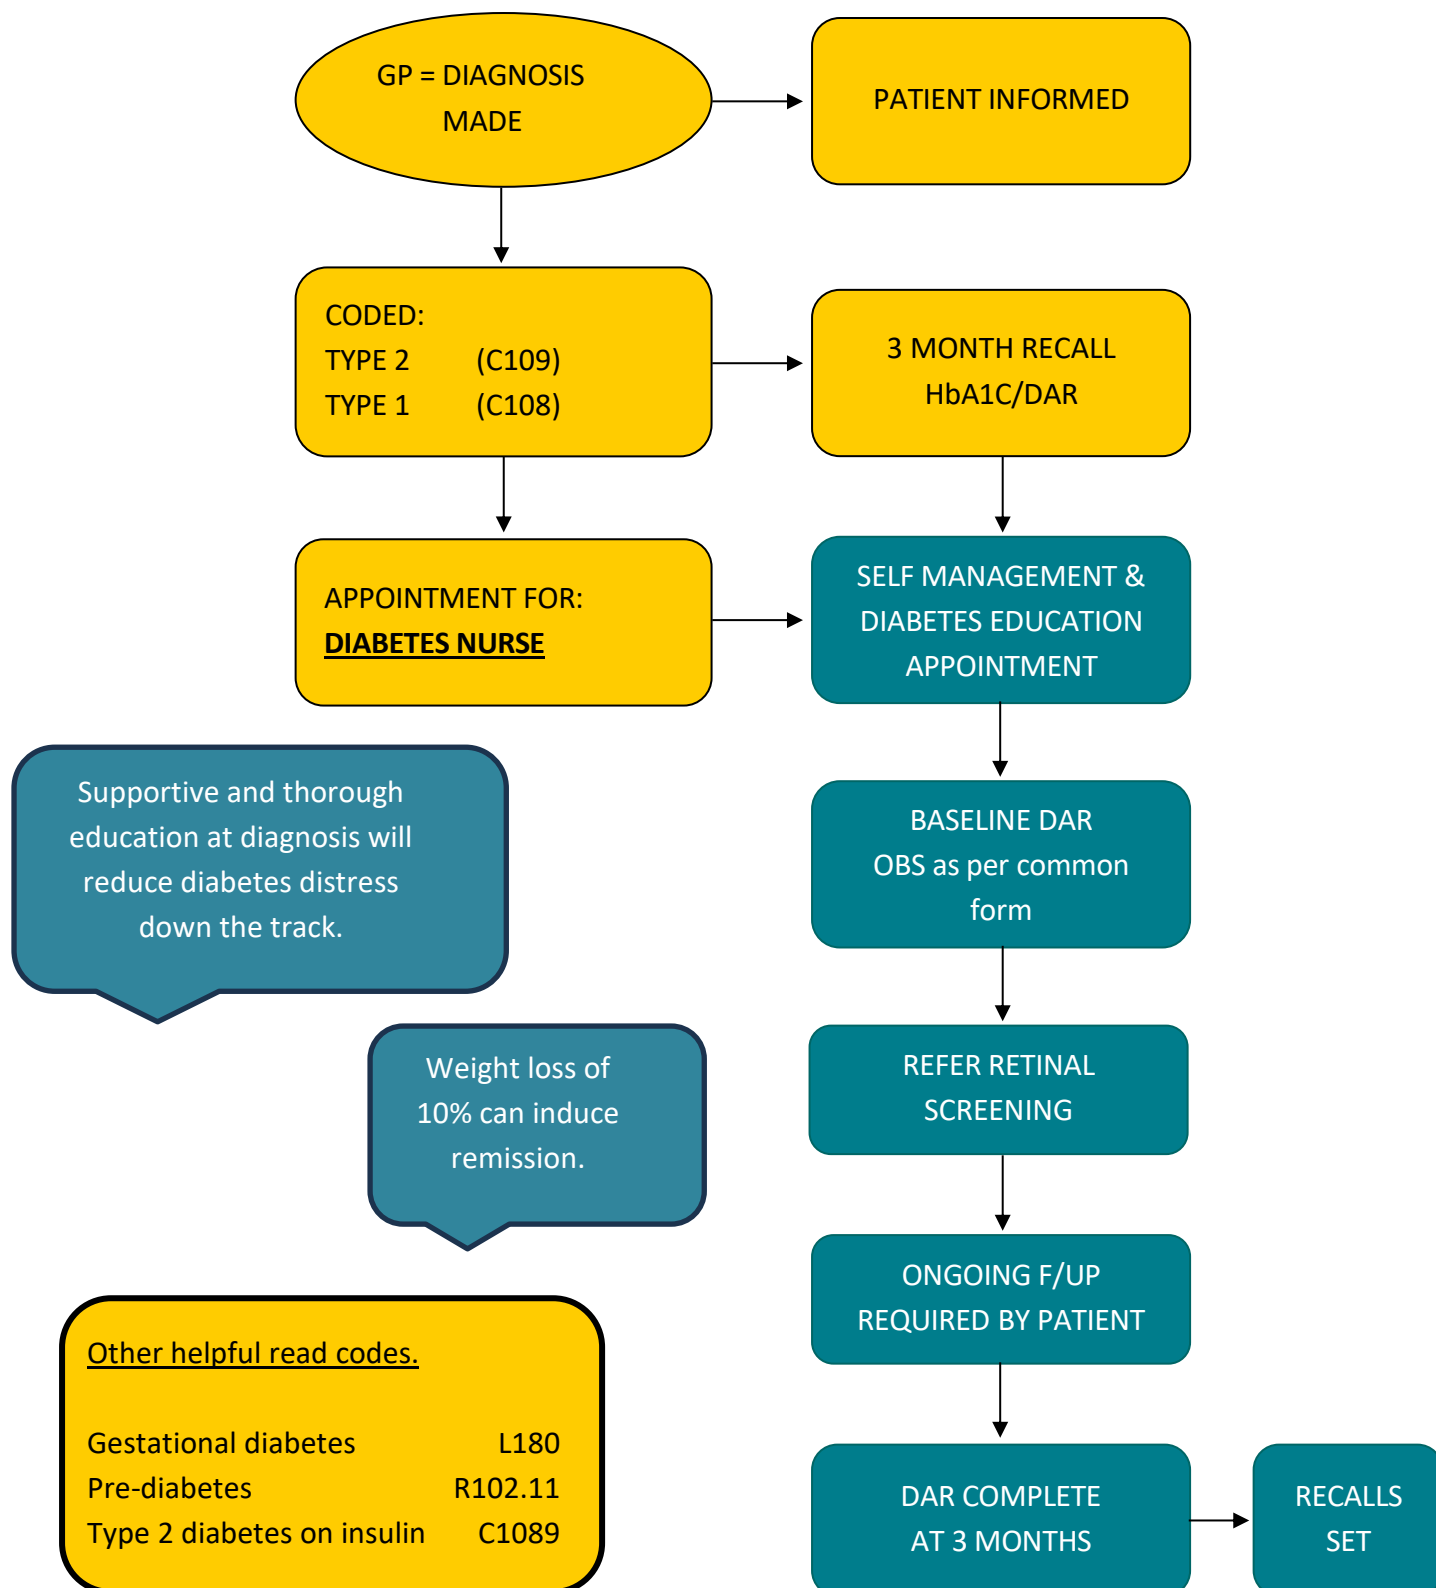 GP = DIAGNOSIS
MADE
PATIENT INFORMED
CODED:
TYPE 2 (C109)
TYPE 1 (C108)
3 MONTH RECALL
HbA1C/DAR
APPOINTMENT FOR:
DIABETES NURSE
SELF MANAGEMENT &
DIABETES EDUCATION
APPOINTMENT
Supportive and thorough
education at diagnosis will
reduce diabetes distress
down the track.
BASELINE DAR
OBS as per common
form
Weight loss of
10% can induce
remission.
REFER RETINAL
SCREENING
ONGOING F/UP
REQUIRED BY PATIENT
Other helpful read codes.
Gestational diabetes L180
Pre-diabetes R102.11
Type 2 diabetes on insulin C1089
DAR COMPLETE
AT 3 MONTHS
RECALLS
SET